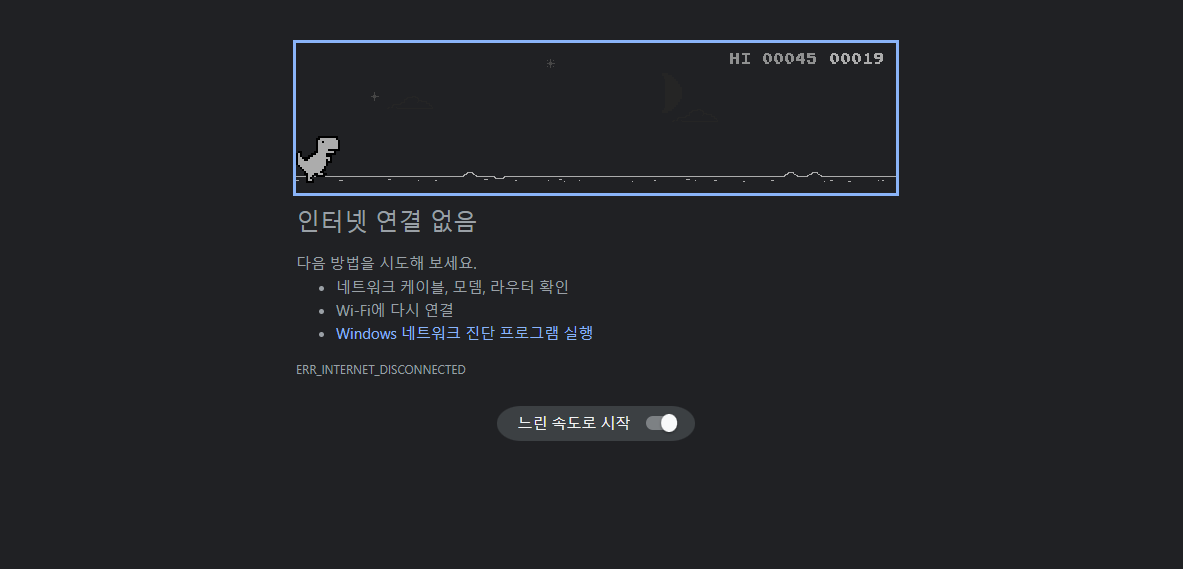 HI 00045 00019
인터넷 연결 없음
다음 방법을 시도해 보세요.
네트워크 케이블, 모뎀, 라우터 확인
Wi-Fi에 다시 연결
Windows 네트워크 진단 프로그램 실행
ERR_INTERNET_DISCONNECTED
느린 속도로 시작